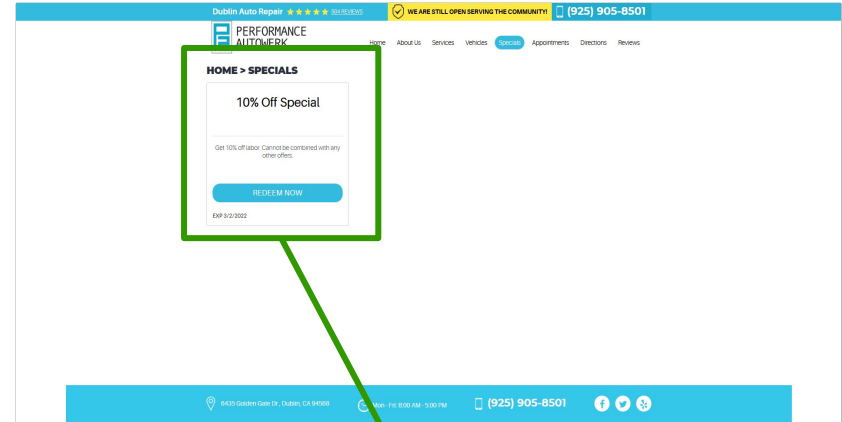 Dublin Auto Repair 504 REVIEWS WE ARE STILL OPEN SERVING THE COMMUNITY! (925) 905-8501
PERFORMANCE
AUTOWERK
Home About Us Services Vehicles Specials Appointments Directions Reviews
HOME > SPECIALS
10% Off Special
Get 10% off labor. Cannot be combined with any
other offers.
REDEEM NOW
EXP 3/2/2022
6435 Golden Gate Dr., Dublin, CA 94568 Mon - Fri: 8:00 AM - 5:00 PM (925) 905-8501